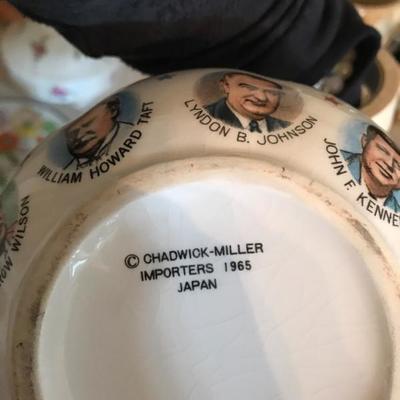 WILSON
WILLIAM HOWARD TAFT
LYNDON B. JOHNSON
JOHN F. KENNE
© CHADWICK-MILLER
IMPORTERS 1965
JAPAN